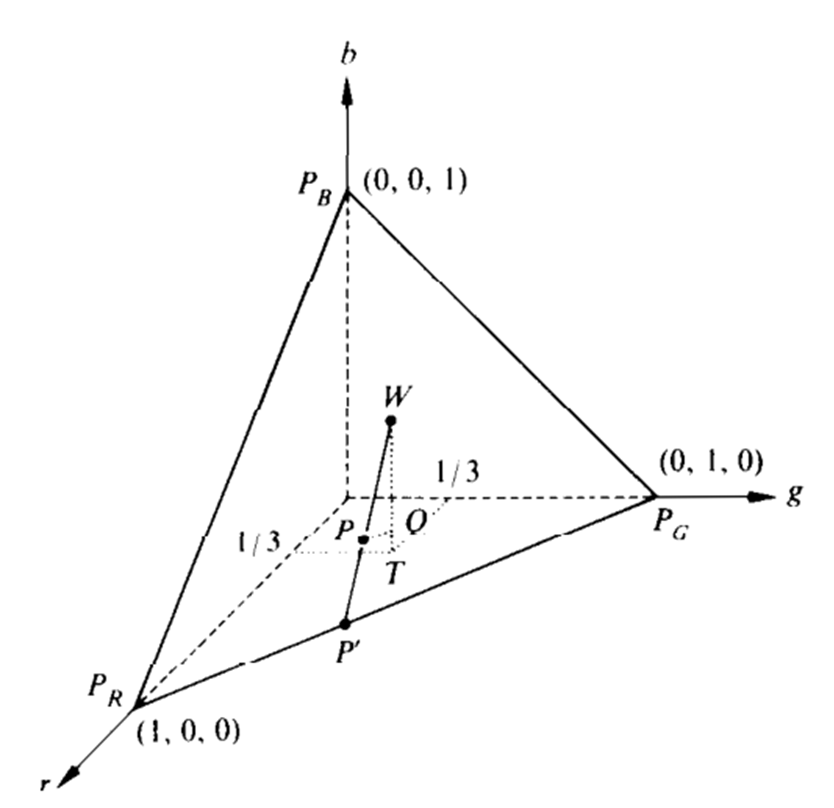 b
P_B (0, 0, 1)
W
1/3
(0, 1, 0)
g
P_G
P
Q
1/3
T
P'
P_R
(1, 0, 0)
r